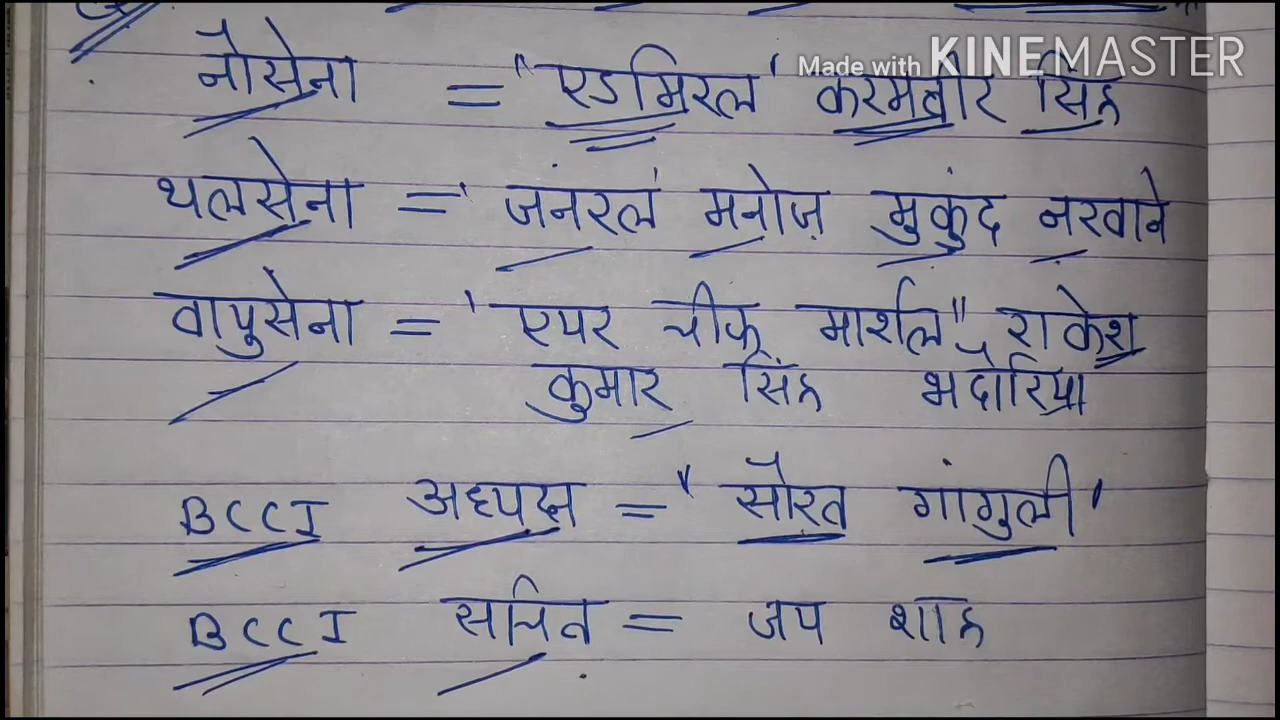 Made with KINEMASTER
नौसेना = "एडमिरल' करमवीर सिंह
थलसेना = ' जनरल मनोज़ मुकुंद नरवाने
वायुसेना = ' एयर चीफ मार्शल" राकेश
कुमार सिंह भदौरिया
BCCI अध्यक्ष = " सौरव गांगुली '
BCCI सचिव = जय शाह